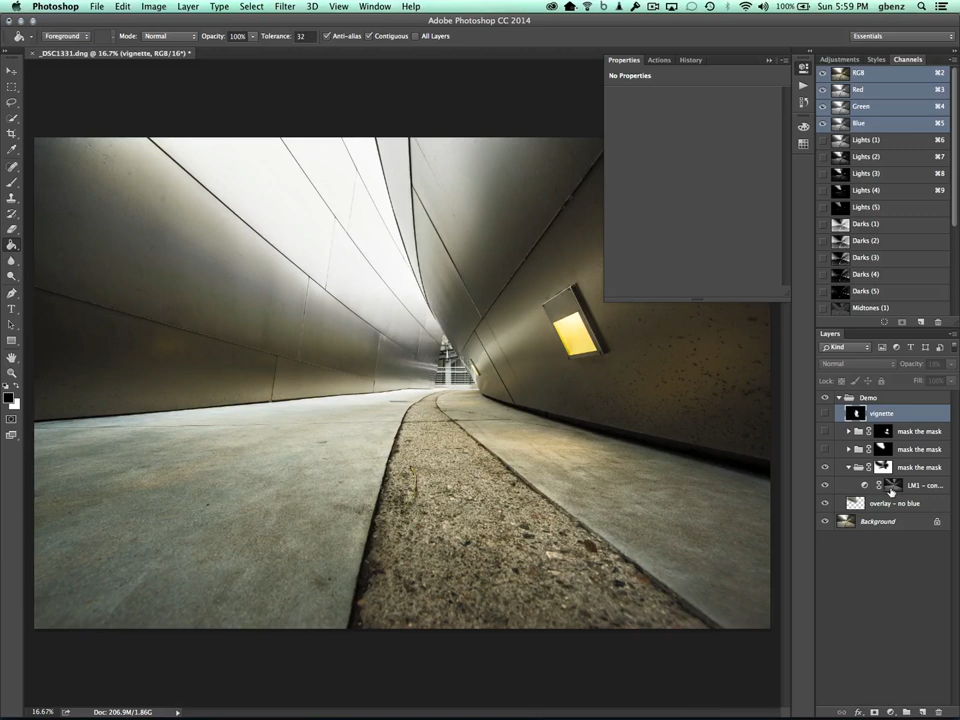 Photoshop File Edit Image Layer Type Select Filter 3D View Window Help 100% Sun 5:59 PM gbenz
Adobe Photoshop CC 2014
Foreground Mode: Normal Opacity: 100% Tolerance: 32 Anti-alias Contiguous All Layers Essentials
_DSC1331.dng @ 16.7% (vignette, RGB/16*) *
Properties Actions History
No Properties
Adjustments Styles Channels
RGB ⌘2
Red ⌘3
Green ⌘4
Blue ⌘5
Lights (1) ⌘6
Lights (2) ⌘7
Lights (3) ⌘8
Lights (4) ⌘9
Lights (5)
Darks (1)
Darks (2)
Darks (3)
Darks (4)
Darks (5)
Midtones (1)
Layers
Kind
Normal Opacity:
Lock: Fill: 100%
Demo
vignette
mask the mask
mask the mask
mask the mask
LM1 - con...
overlay - no blue
Background
16.67% Doc: 206.9M/1.86G